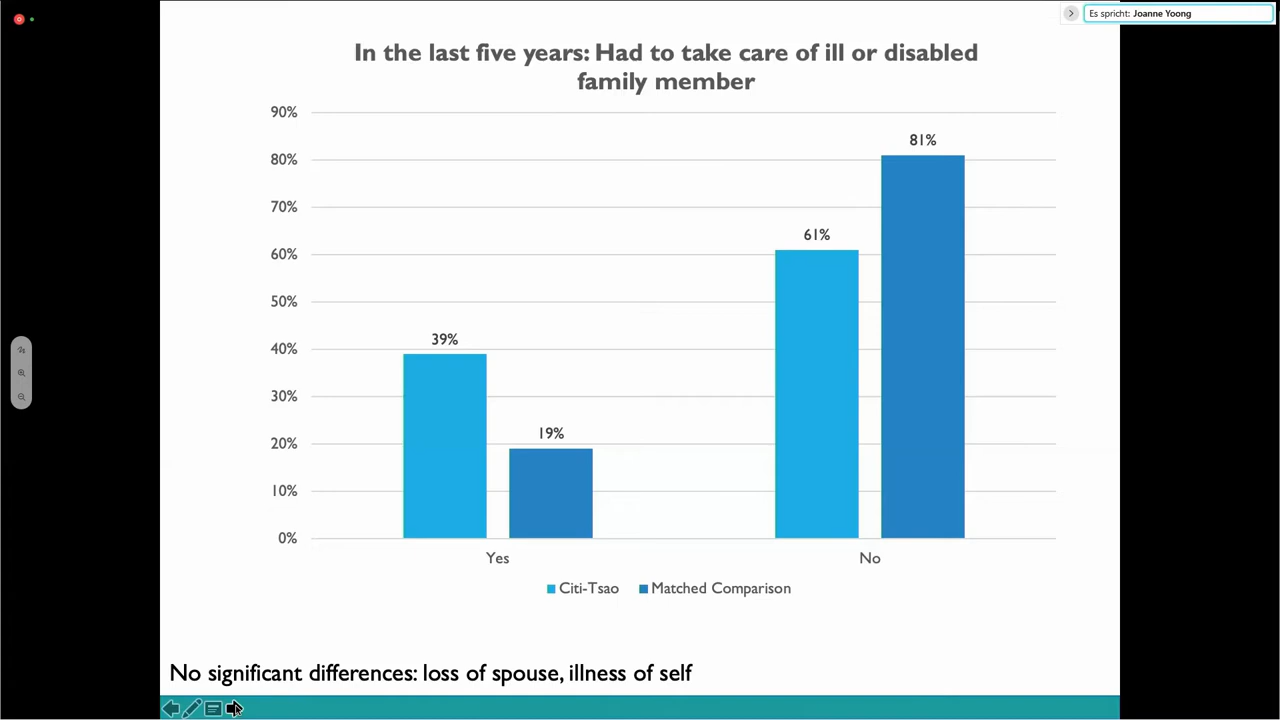 Es spricht: Joanne Yoong
In the last five years: Had to take care of ill or disabled
family member
90%
80%
70%
60%
50%
40%
30%
20%
10%
0%
39%
19%
61%
81%
Yes
No
Citi-Tsao
Matched Comparison
No significant differences: loss of spouse, illness of self